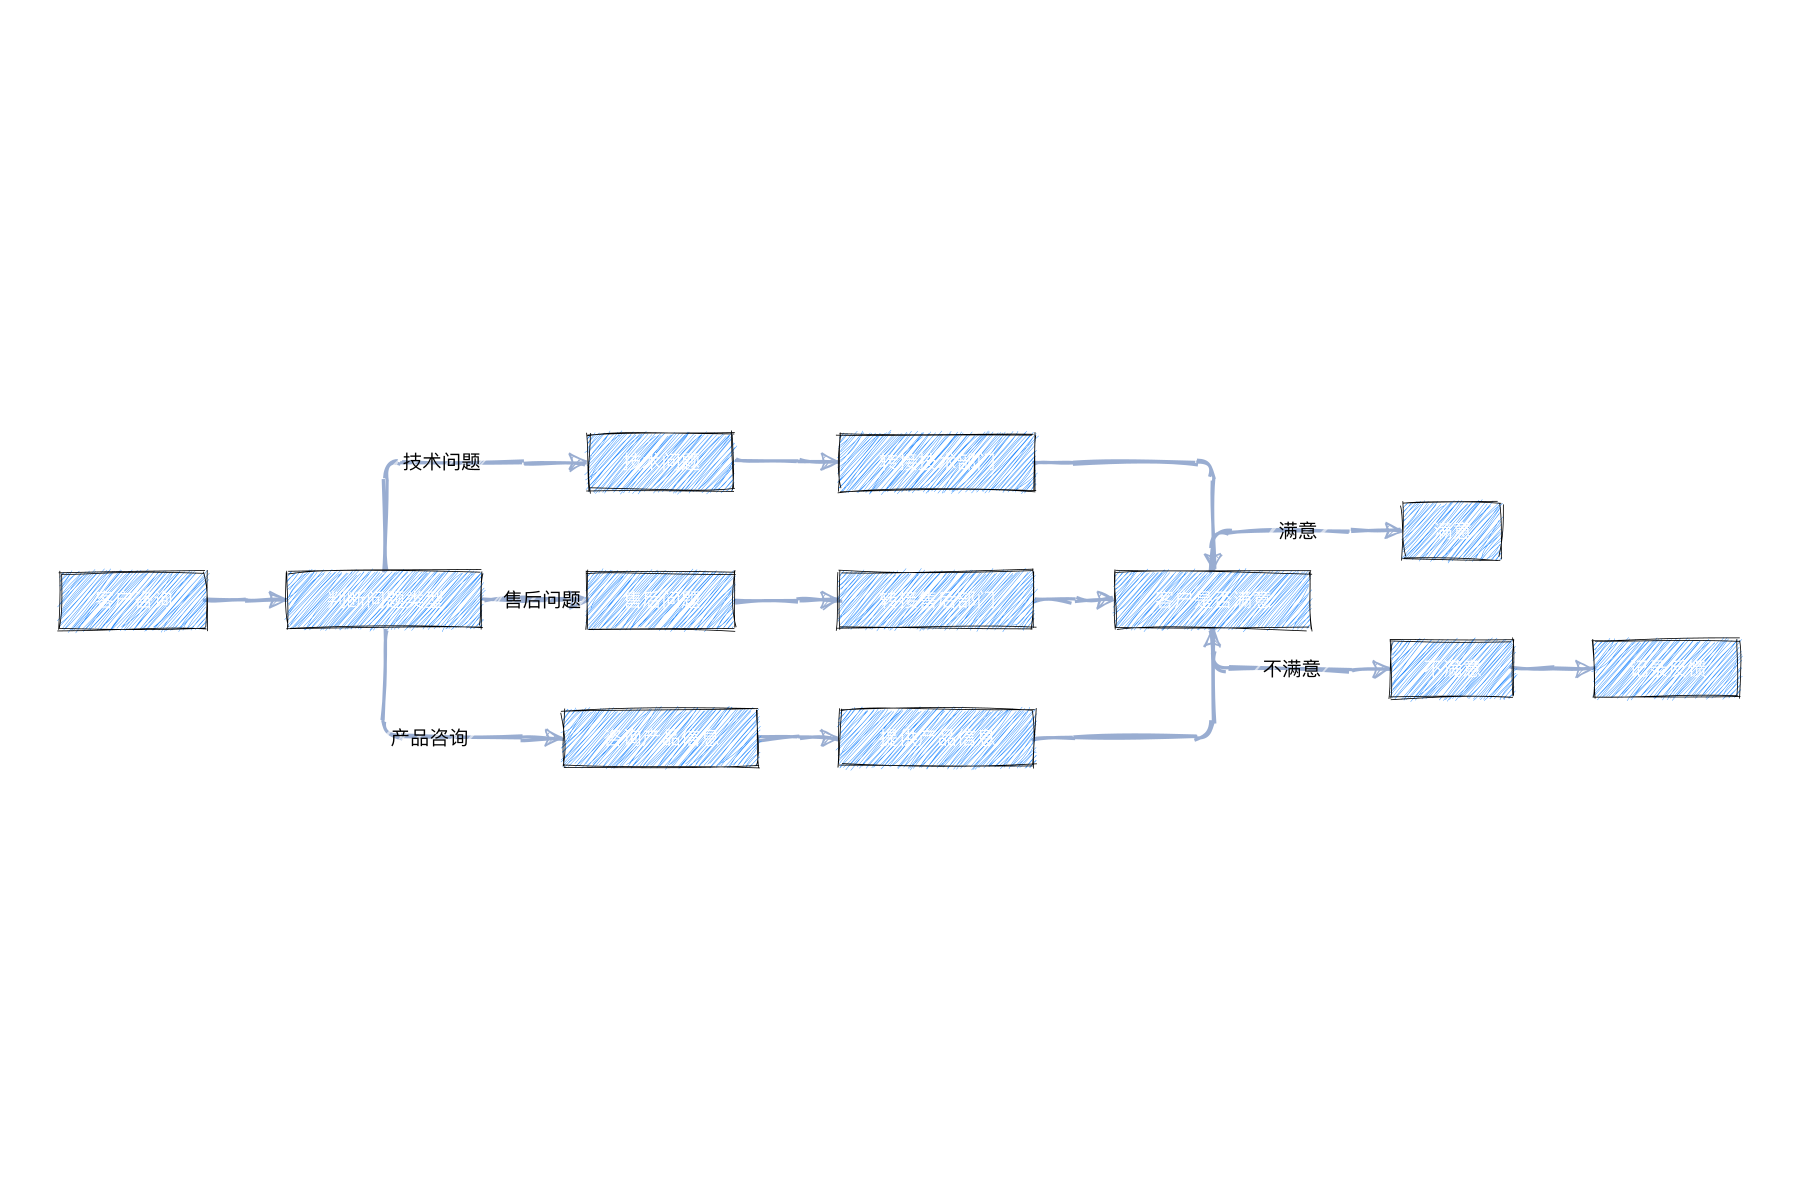 技术问题
技术问题
转接技术部门
满意
满意
客户咨询
判断问题类型
售后问题
售后问题
转接售后部门
客户是否满意
不满意
不满意
记录反馈
产品咨询
查询产品信息
提供产品信息